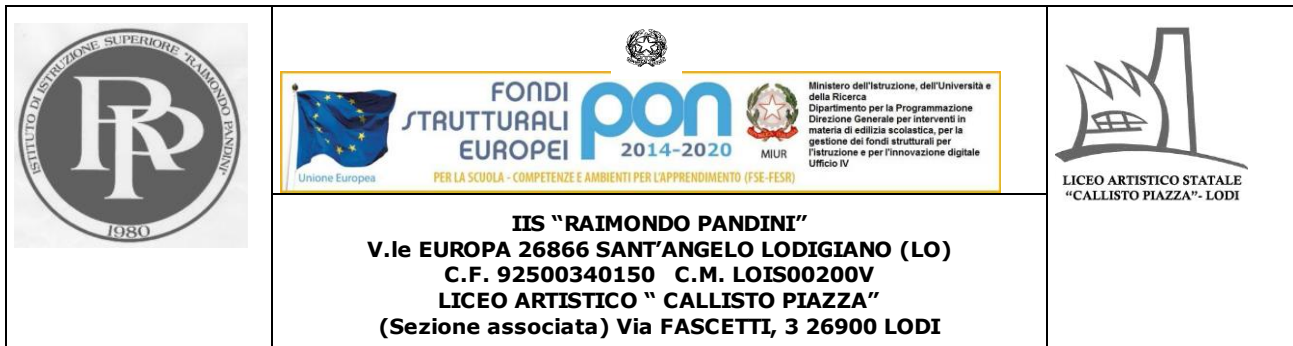 ISTITUTO DI ISTRUZIONE SUPERIORE "RAIMONDO PANDINI"
1980
Unione Europea
FONDI
STRUTTURALI
EUROPEI
pon
2014-2020
MIUR
Ministero dell'Istruzione, dell'Università e
della Ricerca
Dipartimento per la Programmazione
Direzione Generale per interventi in
materia di edilizia scolastica, per la
gestione dei fondi strutturali per
l'istruzione e per l'innovazione digitale
Ufficio IV
PER LA SCUOLA - COMPETENZE E AMBIENTI PER L'APPRENDIMENTO (FSE-FESR)
IIS “RAIMONDO PANDINI”
V.le EUROPA 26866 SANT’ANGELO LODIGIANO (LO)
C.F. 92500340150 C.M. LOIS00200V
LICEO ARTISTICO “ CALLISTO PIAZZA”
(Sezione associata) Via FASCETTI, 3 26900 LODI
LICEO ARTISTICO STATALE
“CALLISTO PIAZZA”- LODI